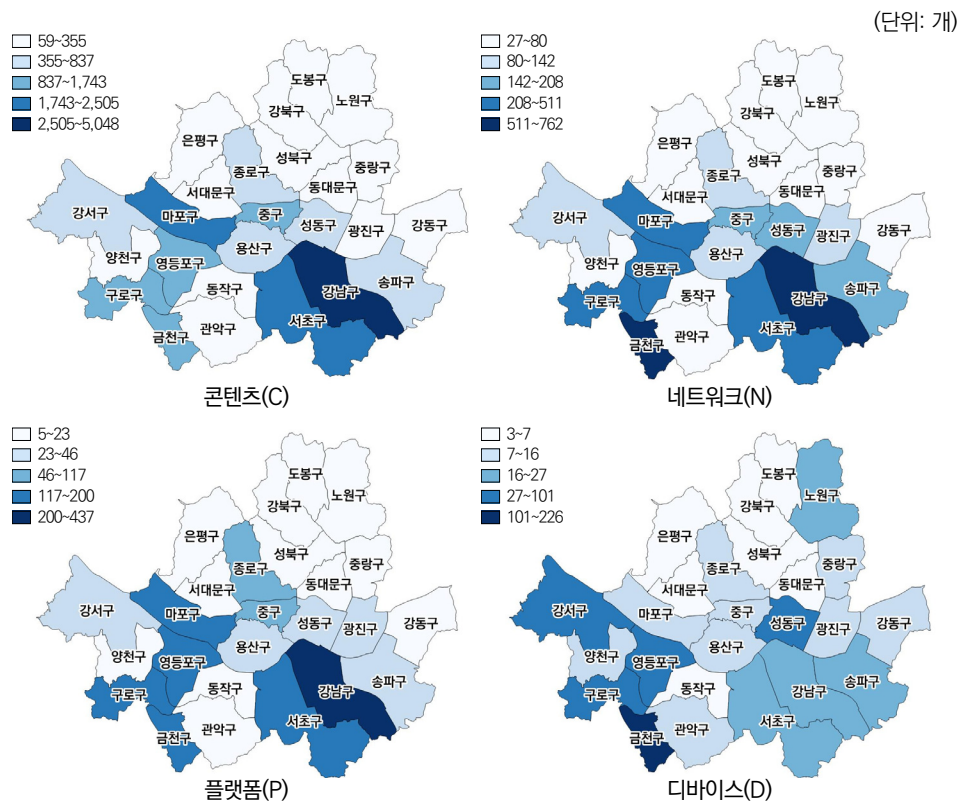 (단위: 개)
59~355
355~837
837~1,743
1,743~2,505
2,505~5,048
도봉구
노원구
강북구
은평구
성북구
중랑구
종로구
서대문구
동대문구
강서구
마포구
중구
성동구
강동구
광진구
양천구
영등포구
용산구
송파구
구로구
동작구
강남구
서초구
금천구
관악구
콘텐츠(C)
27~80
80~142
142~208
208~511
511~762
도봉구
노원구
강북구
은평구
성북구
중랑구
종로구
서대문구
동대문구
강서구
마포구
중구
성동구
강동구
광진구
양천구
영등포구
용산구
송파구
구로구
동작구
강남구
서초구
금천구
관악구
네트워크(N)
5~23
23~46
46~117
117~200
200~437
도봉구
노원구
강북구
은평구
성북구
중랑구
종로구
서대문구
동대문구
강서구
마포구
중구
성동구
강동구
광진구
양천구
영등포구
용산구
송파구
구로구
동작구
강남구
서초구
금천구
관악구
플랫폼(P)
3~7
7~16
16~27
27~101
101~226
도봉구
노원구
강북구
은평구
성북구
중랑구
종로구
서대문구
동대문구
강서구
마포구
중구
성동구
강동구
광진구
양천구
영등포구
용산구
송파구
구로구
동작구
강남구
서초구
금천구
관악구
디바이스(D)